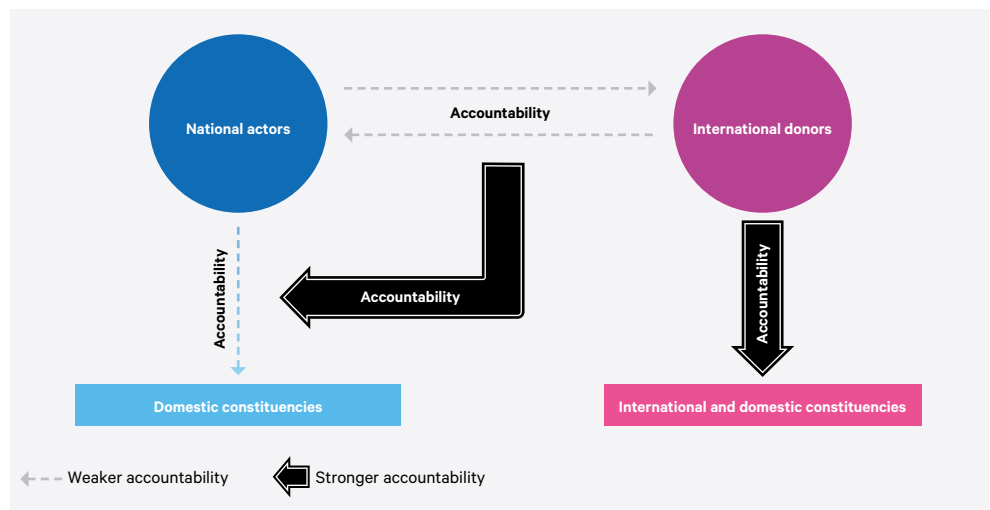 National actors
Accountability
International donors
Accountability
Accountability
Accountability
Domestic constituencies
International and domestic constituencies
Weaker accountability
Stronger accountability